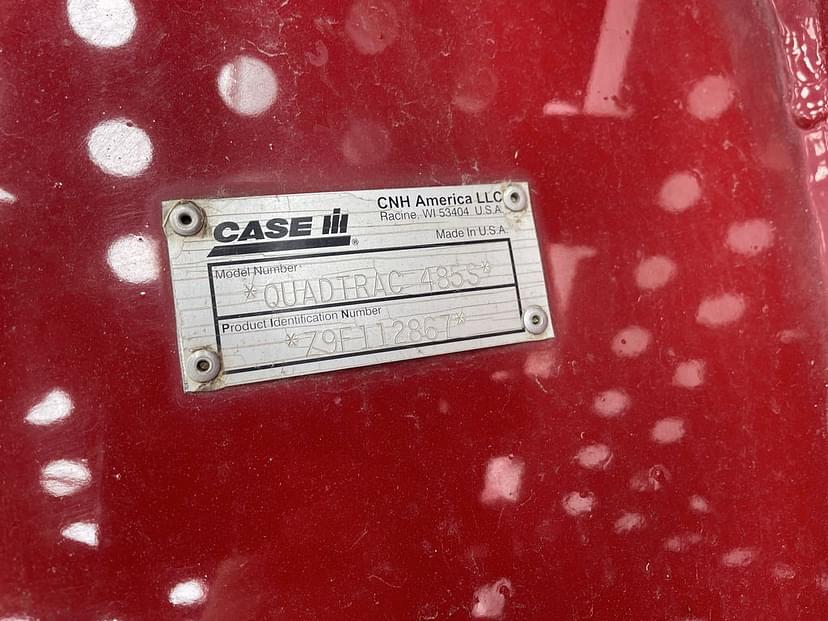 CNH America LLC
CASE IH
®
Racine, WI 53404 U.S.A.
Made In U.S.A.
Model Number
*QUADTRAC 485S*
Product Identification Number
*Z9F112867*